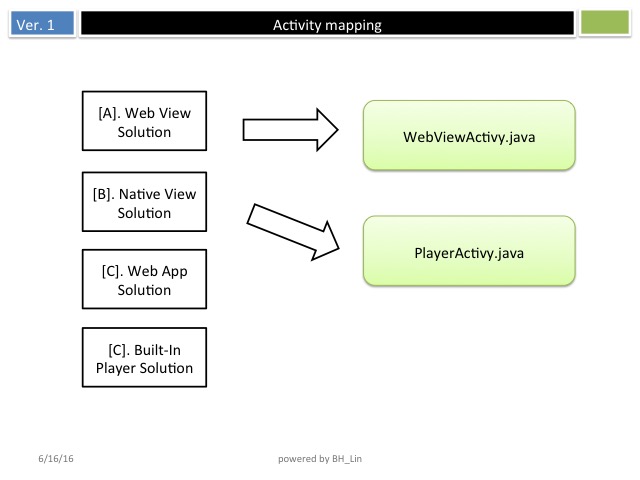 Ver. 1
Activity mapping
[A]. Web View
Solution
WebViewActivy.java
[B]. Native View
Solution
PlayerActivy.java
[C]. Web App
Solution
[C]. Built-In
Player Solution
6/16/16
powered by BH_Lin